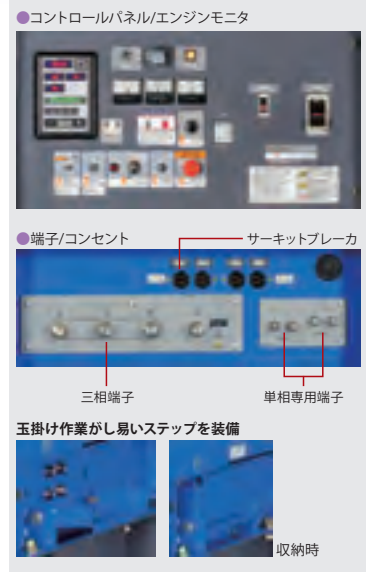 ●コントロールパネル/エンジンモニタ
●端子/コンセント
サーキットブレーカ
三相端子
単相専用端子
玉掛け作業がし易いステップを装備
収納時